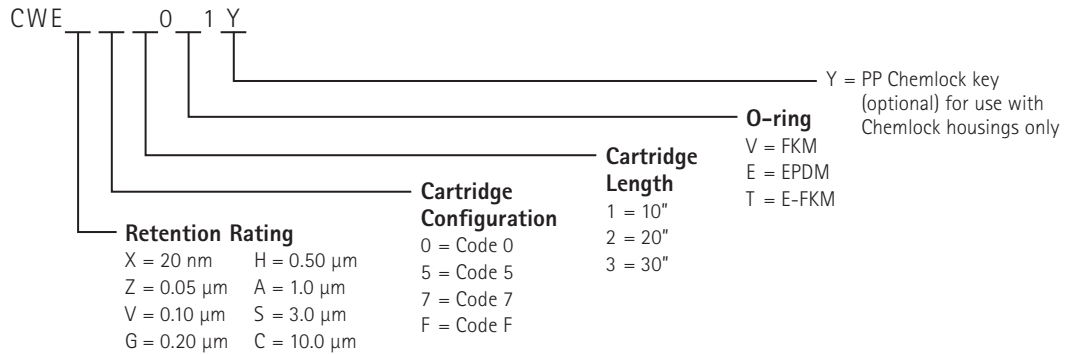 CWE_ _ _ 0 _ 1 Y
Y = PP Chemlock key
(optional) for use with
Chemlock housings only
O-ring
V = FKM
E = EPDM
T = E-FKM
Cartridge
Length
1 = 10"
2 = 20"
3 = 30"
Cartridge
Configuration
0 = Code 0
5 = Code 5
7 = Code 7
F = Code F
Retention Rating
X = 20 nm H = 0.50 µm
Z = 0.05 µm A = 1.0 µm
V = 0.10 µm S = 3.0 µm
G = 0.20 µm C = 10.0 µm